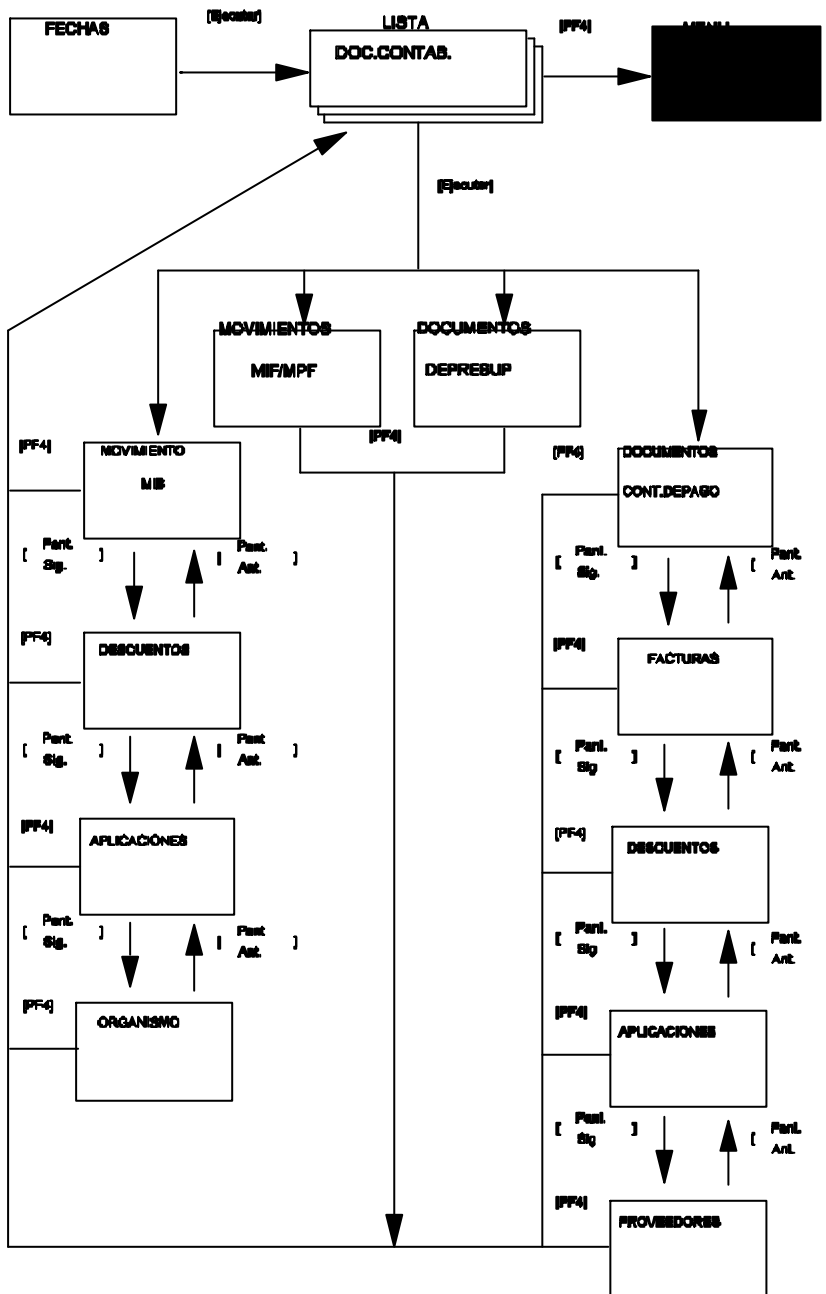 FECHAS
[Ejecutar]
LISTA
DOC.CONTAB.
[PF4]
MENU
[Ejecutar]
MOVIMIENTOS
MIF/MPF
DOCUMENTOS
DEPRESUP
[PF4]
[PF4]
MOVIMIENTO
MIB
[PF4]
DOCUMENTOS
CONT.DEPAGO
[ Pant. ]
Sig.
[ Pant. ]
Ant.
[ Pant. ]
Sig.
[ Pant.
Ant.
[PF4]
DESCUENTOS
[PF4]
FACTURAS
[ Pant. ]
Sig.
[ Pant. ]
Ant.
[ Pant. ]
Sig
[ Pant.
Ant.
[PF4]
APLICACIONES
[PF4]
DESCUENTOS
[ Pant. ]
Sig.
[ Pant. ]
Ant.
[ Pant. ]
Sig
[ Pant.
Ant.
[PF4]
ORGANISMO
[PF4]
APLICACIONES
[ Pant. ]
Sig
[ Pant.
Ant.
[PF4]
PROVEEDORES